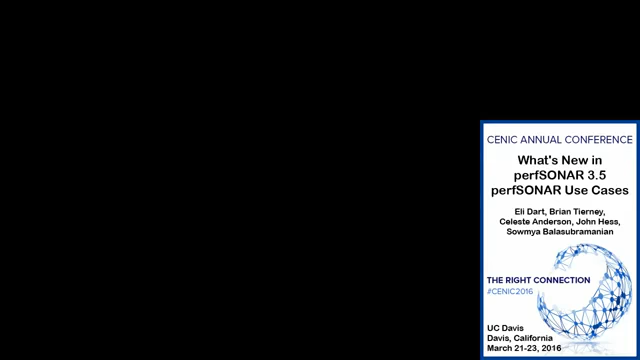 CENIC ANNUAL CONFERENCE
What's New in
perfSONAR 3.5
perfSONAR Use Cases
Eli Dart, Brian Tierney,
Celeste Anderson, John Hess,
Sowmya Balasubramanian
THE RIGHT CONNECTION
#CENIC2016
UC Davis
Davis, California
March 21-23, 2016